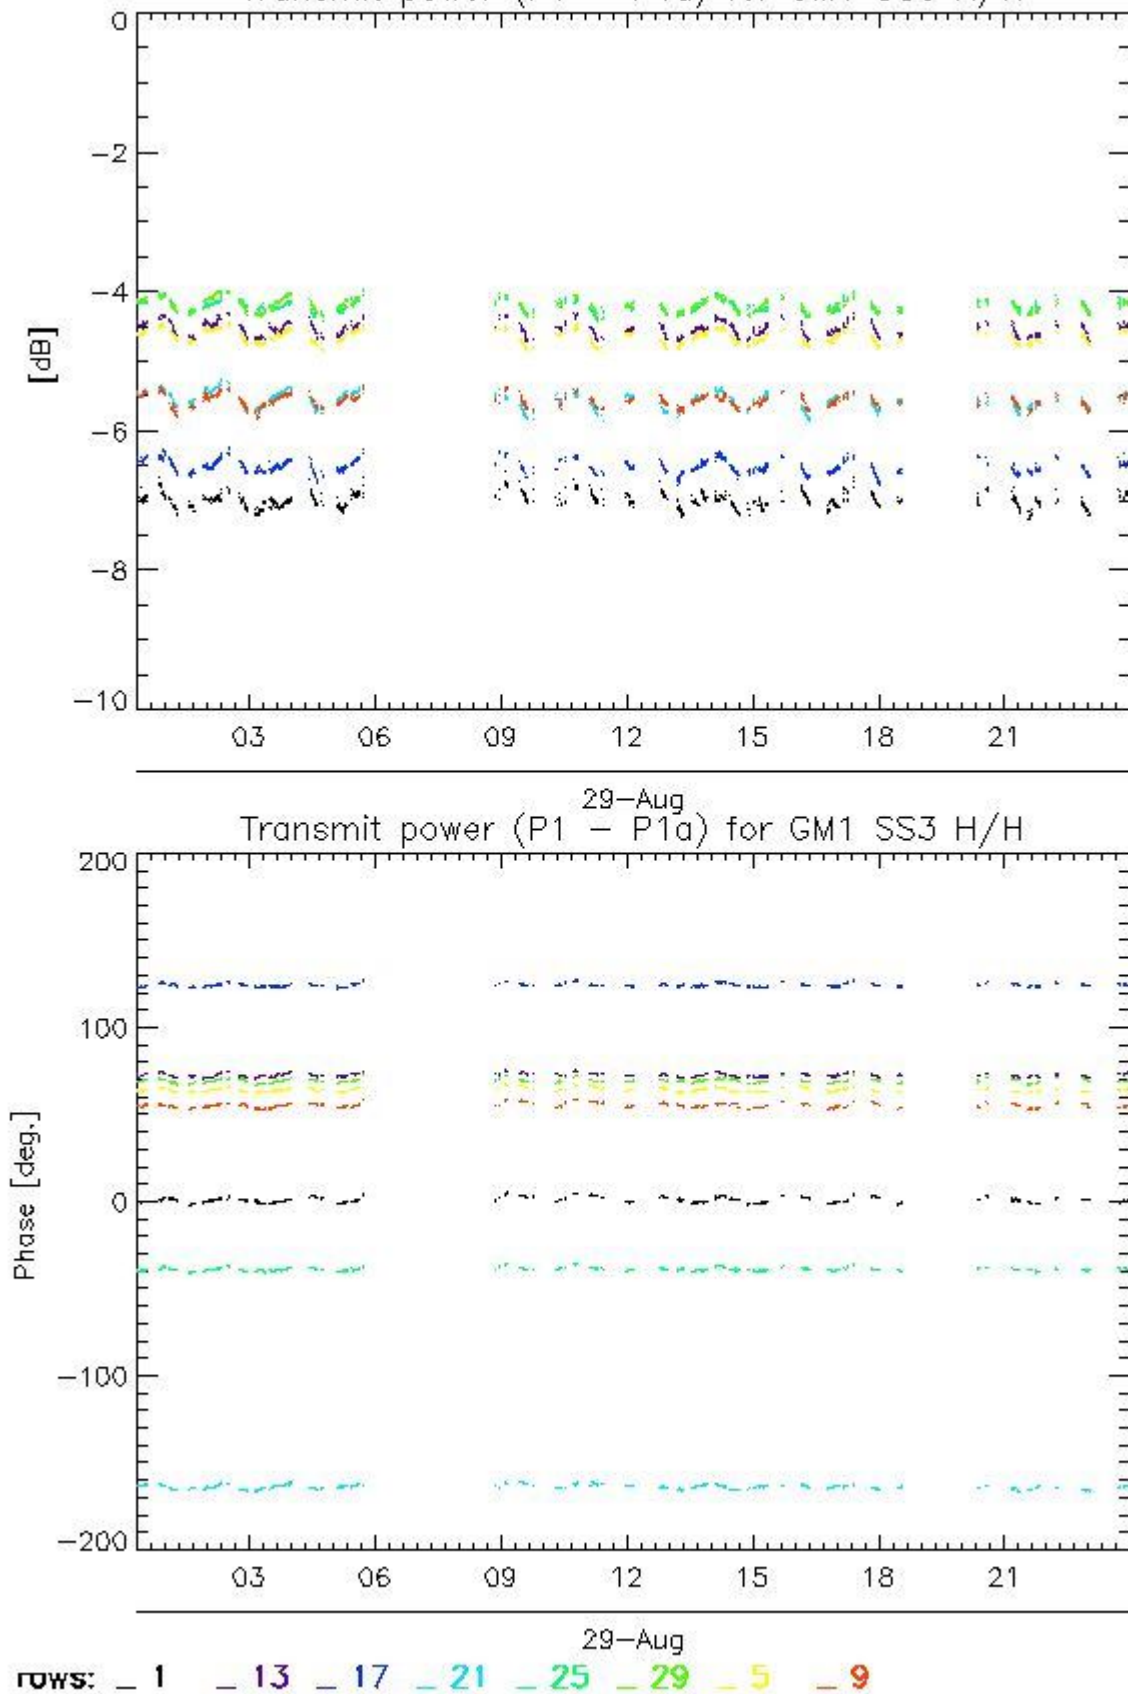 0
-2
-4
-6
-8
-10
[dB]
03 06 09 12 15 18 21
29-Aug
Transmit power (P1 - P1a) for GM1 SS3 H/H
200
100
0
-100
-200
Phase [deg.]
03 06 09 12 15 18 21
29-Aug
rows: _ 1 _ 13 _ 17 _ 21 _ 25 _ 29 _ 5 _ 9